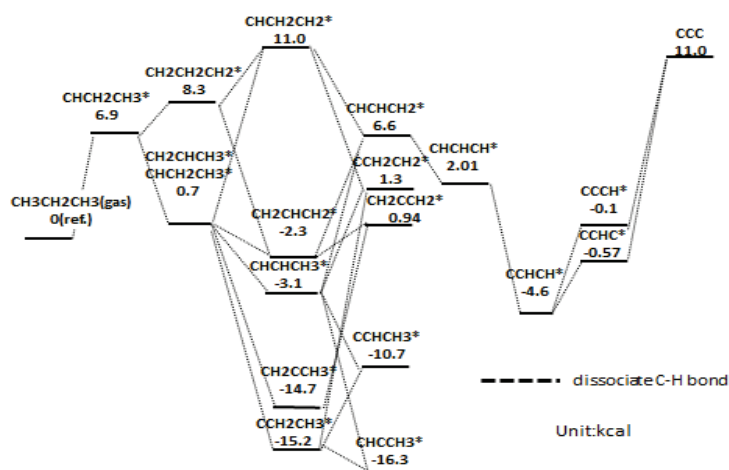 CHCH2CH2*
11.0
CCC
11.0
CH2CH2CH2*
8.3
CHCH2CH3*
6.9
CHCHCH2*
6.6
CH2CHCH3*
CHCH2CH3*
0.7
CCH2CH2*
1.3
CHCHCH*
2.01
CH3CH2CH3(gas)
0(ref.)
CH2CHCH2*
-2.3
CH2CCH2*
0.94
CCCH*
-0.1
CCHC*
-0.57
CHCHCH3*
-3.1
CCHCH*
-4.6
CCHCH3*
-10.7
CH2CCH3*
-14.7
dissociate C-H bond
CCH2CH3*
-15.2
CHCCH3*
-16.3
Unit:kcal